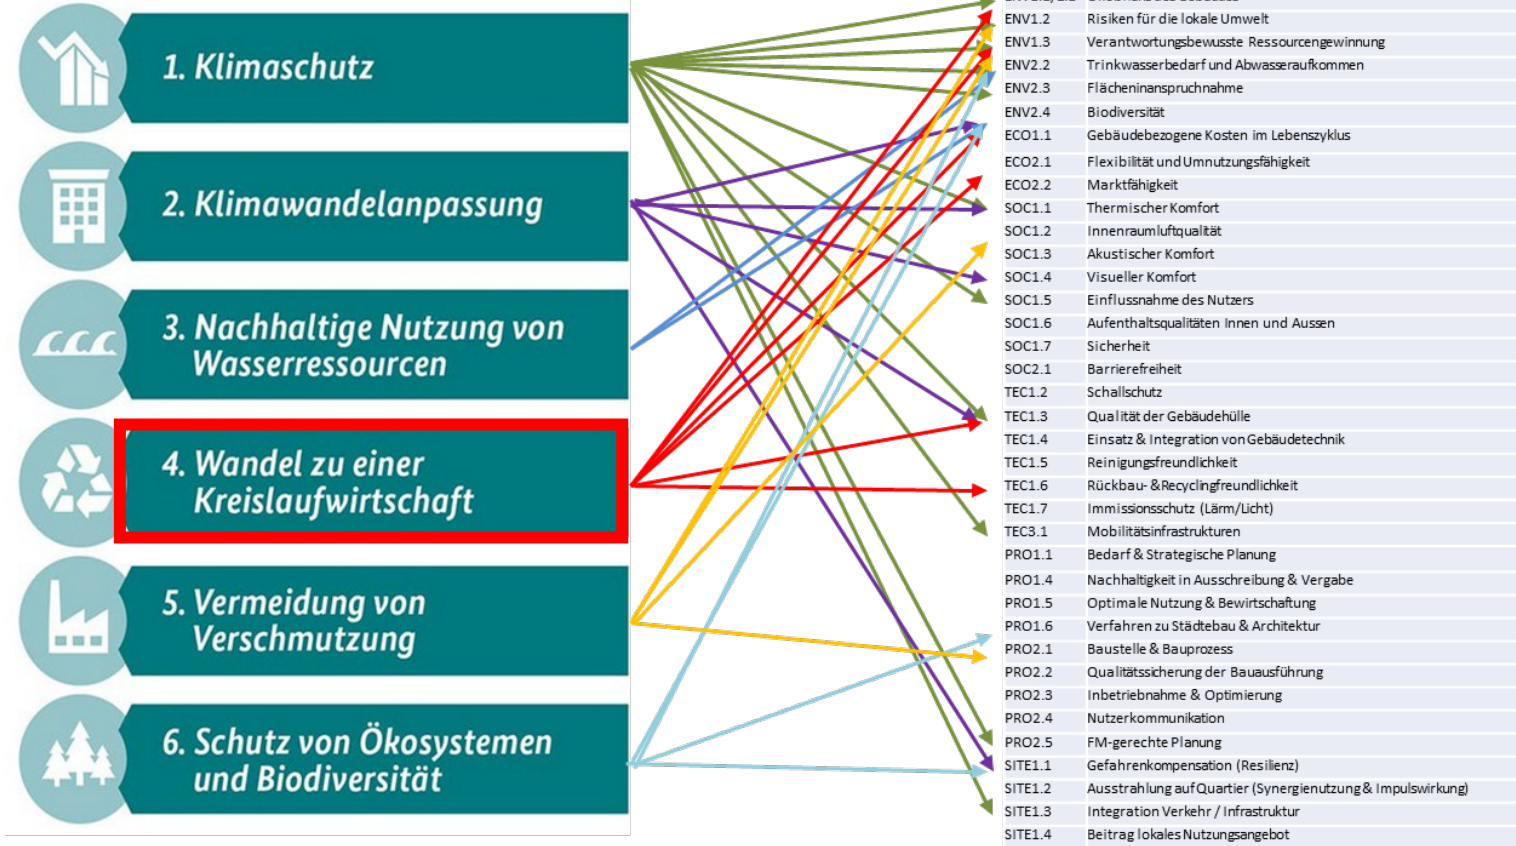 1. Klimaschutz
2. Klimawandelanpassung
3. Nachhaltige Nutzung von
Wasserressourcen
4. Wandel zu einer
Kreislaufwirtschaft
5. Vermeidung von
Verschmutzung
6. Schutz von Ökosystemen
und Biodiversität
ENV1.2 Risiken für die lokale Umwelt
ENV1.3 Verantwortungsbewusste Ressourcengewinnung
ENV2.2 Trinkwasserbedarf und Abwasseraufkommen
ENV2.3 Flächeninanspruchnahme
ENV2.4 Biodiversität
ECO1.1 Gebäudebezogene Kosten im Lebenszyklus
ECO2.1 Flexibilität und Umnutzungsfähigkeit
ECO2.2 Marktfähigkeit
SOC1.1 Thermischer Komfort
SOC1.2 Innenraumluftqualität
SOC1.3 Akustischer Komfort
SOC1.4 Visueller Komfort
SOC1.5 Einflussnahme des Nutzers
SOC1.6 Aufenthaltsqualitäten Innen und Aussen
SOC1.7 Sicherheit
SOC2.1 Barrierefreiheit
TEC1.2 Schallschutz
TEC1.3 Qualität der Gebäudehülle
TEC1.4 Einsatz & Integration von Gebäudetechnik
TEC1.5 Reinigungsfreundlichkeit
TEC1.6 Rückbau- & Recyclingfreundlichkeit
TEC1.7 Immissionsschutz (Lärm/Licht)
TEC3.1 Mobilitätsinfrastrukturen
PRO1.1 Bedarf & Strategische Planung
PRO1.4 Nachhaltigkeit in Ausschreibung & Vergabe
PRO1.5 Optimale Nutzung & Bewirtschaftung
PRO1.6 Verfahren zu Städtebau & Architektur
PRO2.1 Baustelle & Bauprozess
PRO2.2 Qualitätssicherung der Bauausführung
PRO2.3 Inbetriebnahme & Optimierung
PRO2.4 Nutzerkommunikation
PRO2.5 FM-gerechte Planung
SITE1.1 Gefahrenkompensation (Resilienz)
SITE1.2 Ausstrahlung auf Quartier (Synergienutzung & Impulswirkung)
SITE1.3 Integration Verkehr / Infrastruktur
SITE1.4 Beitrag lokales Nutzungsangebot